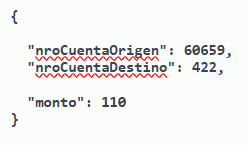 {
"nroCuentaOrigen": 60659,
"nroCuentaDestino": 422,
"monto": 110
}